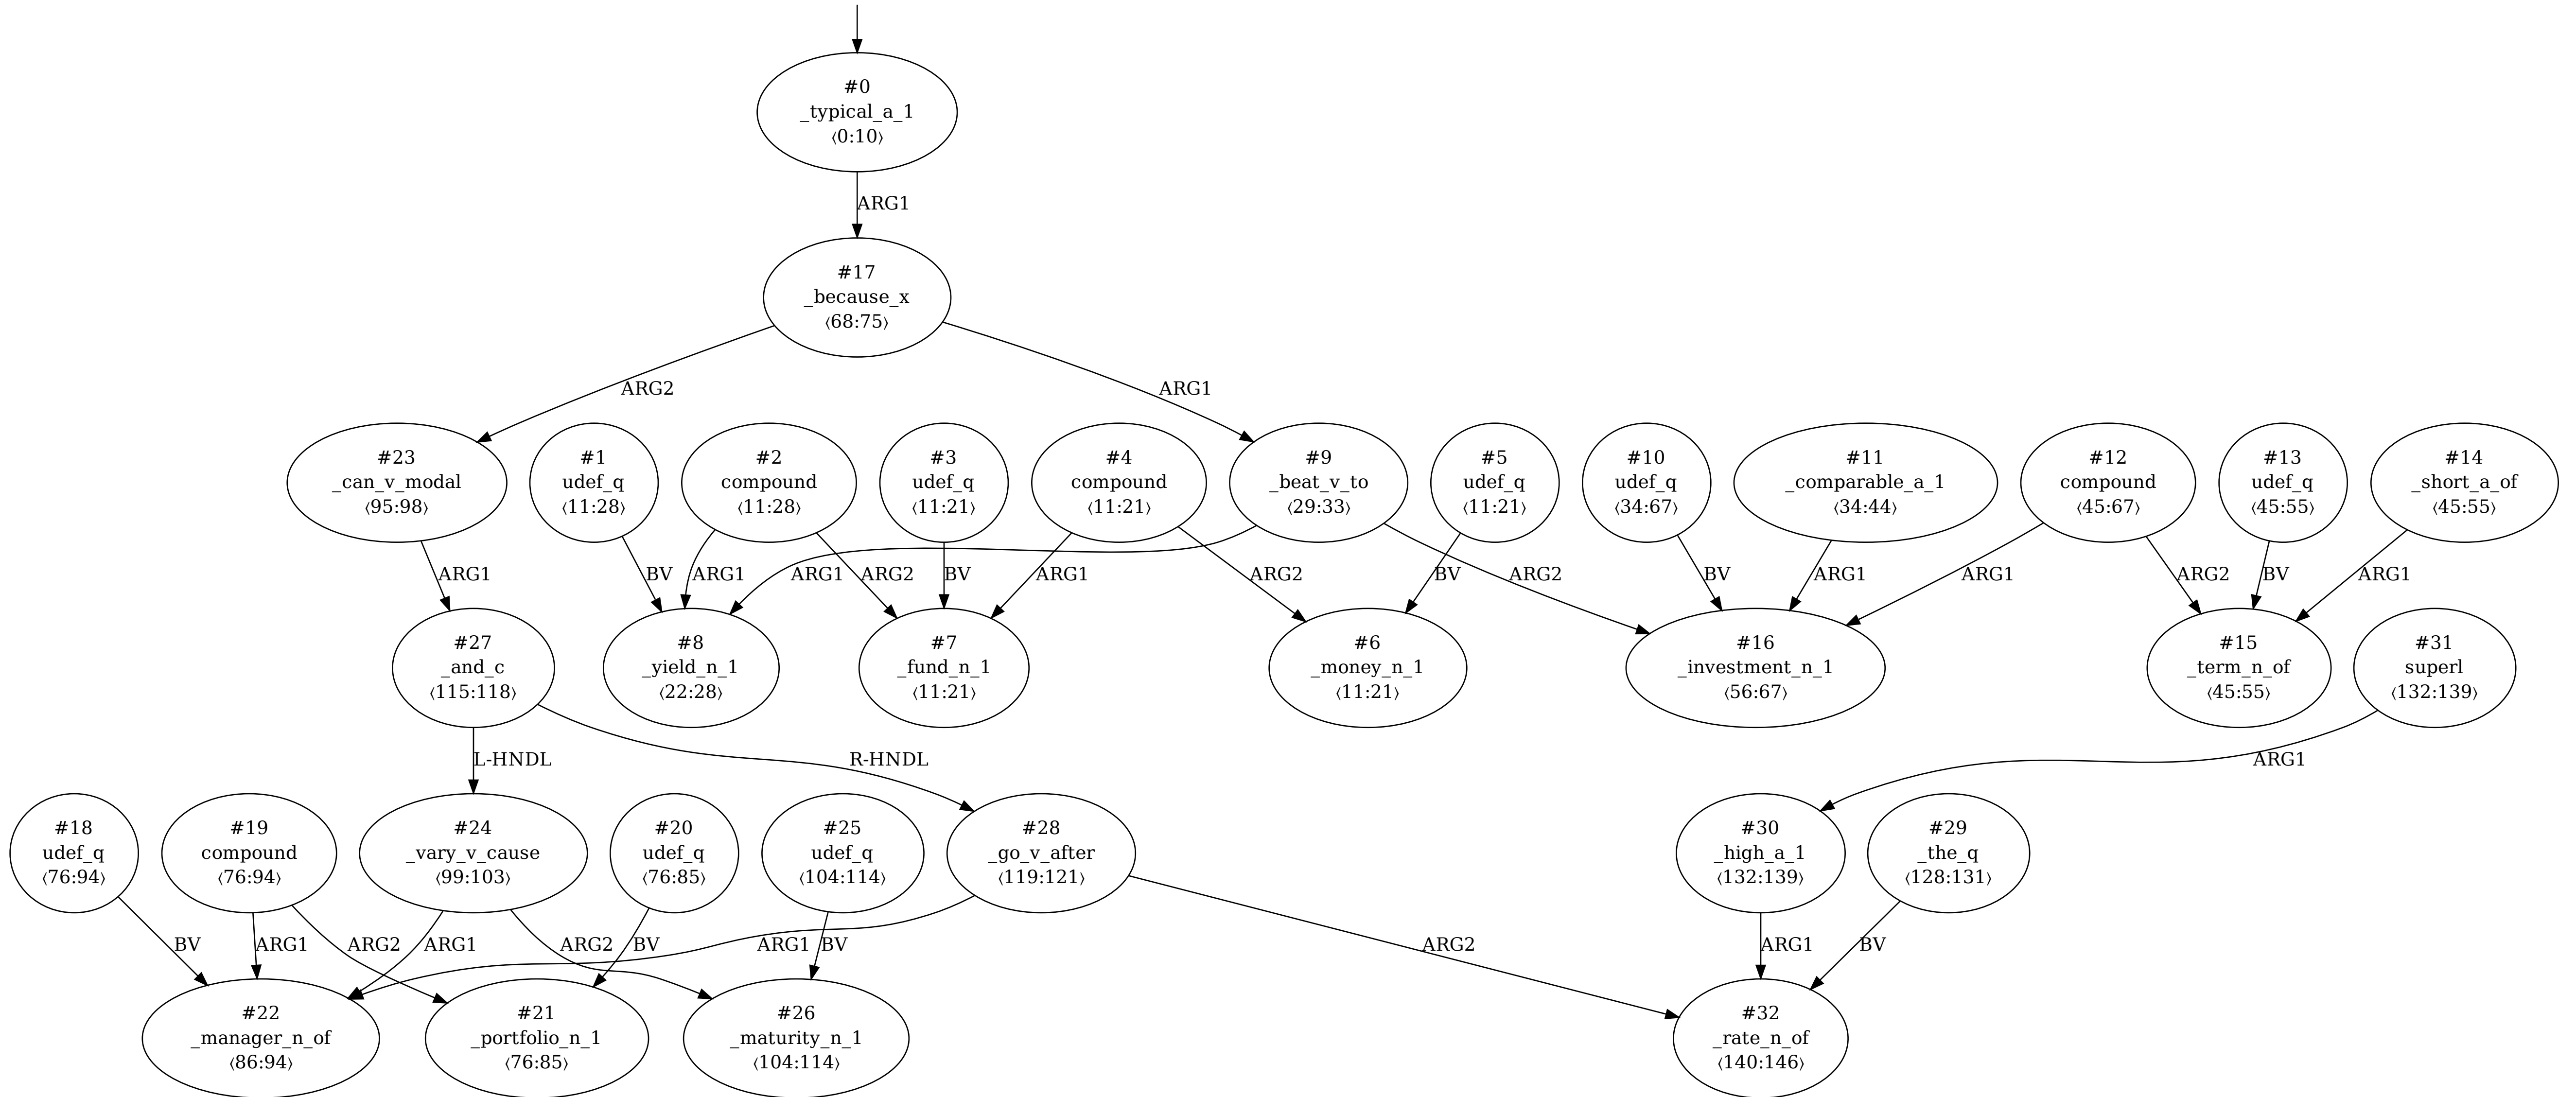 #0
_typical_a_1
⟨0:10⟩
ARG1
#17
_because_x
⟨68:75⟩
ARG2
ARG1
#23
_can_v_modal
⟨95:98⟩
#1
udef_q
⟨11:28⟩
#2
compound
⟨11:28⟩
#3
udef_q
⟨11:21⟩
#4
compound
⟨11:21⟩
#9
_beat_v_to
⟨29:33⟩
#5
udef_q
⟨11:21⟩
#10
udef_q
⟨34:67⟩
#11
_comparable_a_1
⟨34:44⟩
#12
compound
⟨45:67⟩
#13
udef_q
⟨45:55⟩
#14
_short_a_of
⟨45:55⟩
ARG1
BV
ARG1
ARG1
ARG2
BV
ARG1
ARG2
BV
ARG2
BV
ARG1
ARG1
ARG2
BV
ARG1
#27
_and_c
⟨115:118⟩
#8
_yield_n_1
⟨22:28⟩
#7
_fund_n_1
⟨11:21⟩
#6
_money_n_1
⟨11:21⟩
#16
_investment_n_1
⟨56:67⟩
#15
_term_n_of
⟨45:55⟩
#31
superl
⟨132:139⟩
L-HNDL
R-HNDL
ARG1
#18
udef_q
⟨76:94⟩
#19
compound
⟨76:94⟩
#24
_vary_v_cause
⟨99:103⟩
#20
udef_q
⟨76:85⟩
#25
udef_q
⟨104:114⟩
#28
_go_v_after
⟨119:121⟩
#30
_high_a_1
⟨132:139⟩
#29
_the_q
⟨128:131⟩
BV
ARG1
ARG2
ARG1
ARG2
BV
ARG1
BV
ARG2
ARG1
BV
#22
_manager_n_of
⟨86:94⟩
#21
_portfolio_n_1
⟨76:85⟩
#26
_maturity_n_1
⟨104:114⟩
#32
_rate_n_of
⟨140:146⟩